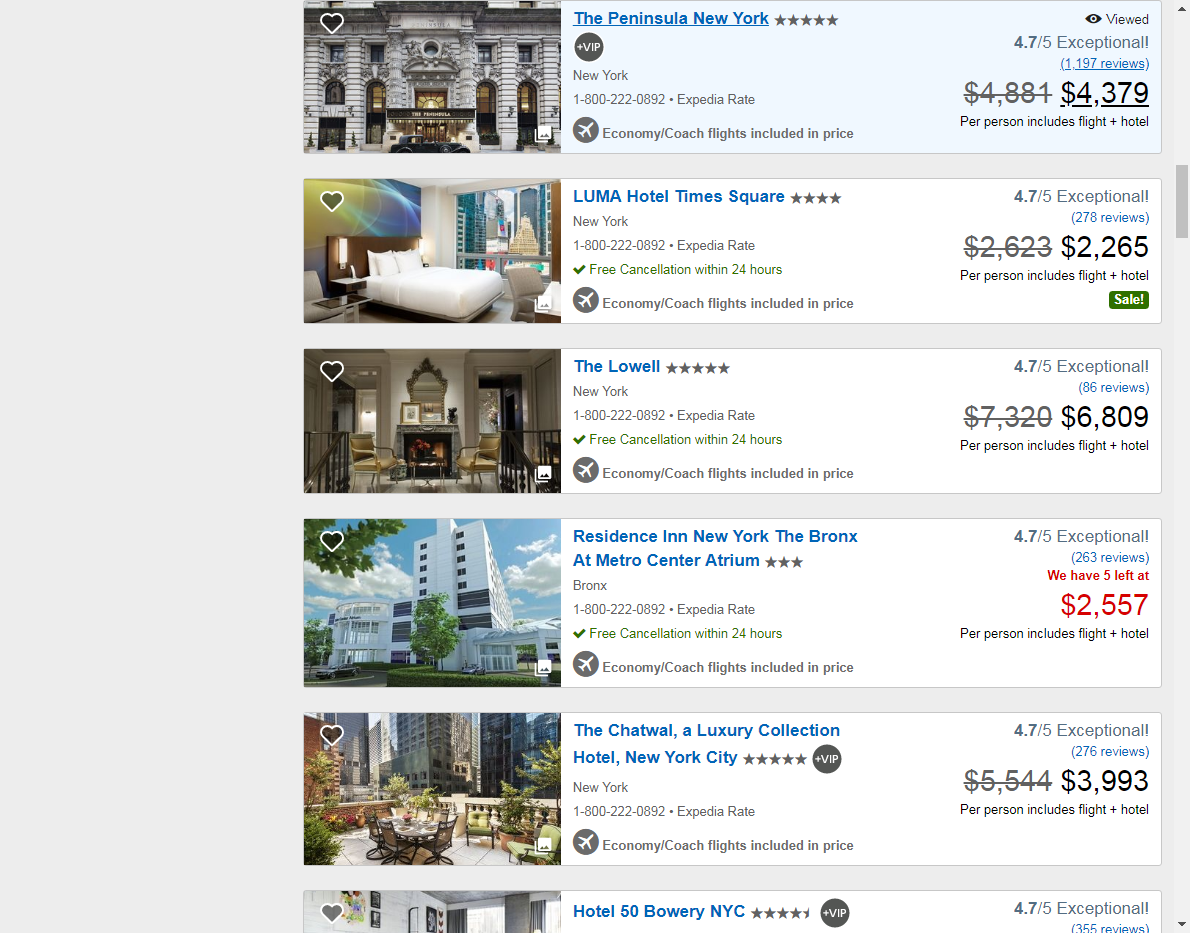 The Peninsula New York
Viewed
+VIP
4.7/5 Exceptional!
(1,197 reviews)
New York
$4,881 $4,379
1-800-222-0892 • Expedia Rate
Per person includes flight + hotel
Economy/Coach flights included in price
THE PENINSULA
LUMA Hotel Times Square
4.7/5 Exceptional!
New York
(278 reviews)
1-800-222-0892 • Expedia Rate
$2,623 $2,265
Free Cancellation within 24 hours
Per person includes flight + hotel
Economy/Coach flights included in price
Sale!
The Lowell
4.7/5 Exceptional!
New York
(86 reviews)
1-800-222-0892 • Expedia Rate
$7,320 $6,809
Free Cancellation within 24 hours
Per person includes flight + hotel
Economy/Coach flights included in price
Residence Inn New York The Bronx
At Metro Center Atrium
4.7/5 Exceptional!
(263 reviews)
We have 5 left at
Bronx
$2,557
1-800-222-0892 • Expedia Rate
Free Cancellation within 24 hours
Per person includes flight + hotel
Economy/Coach flights included in price
The Chatwal, a Luxury Collection
Hotel, New York City
+VIP
4.7/5 Exceptional!
(276 reviews)
New York
$5,544 $3,993
1-800-222-0892 • Expedia Rate
Per person includes flight + hotel
Economy/Coach flights included in price
Hotel 50 Bowery NYC
+VIP
4.7/5 Exceptional!
(355 reviews)